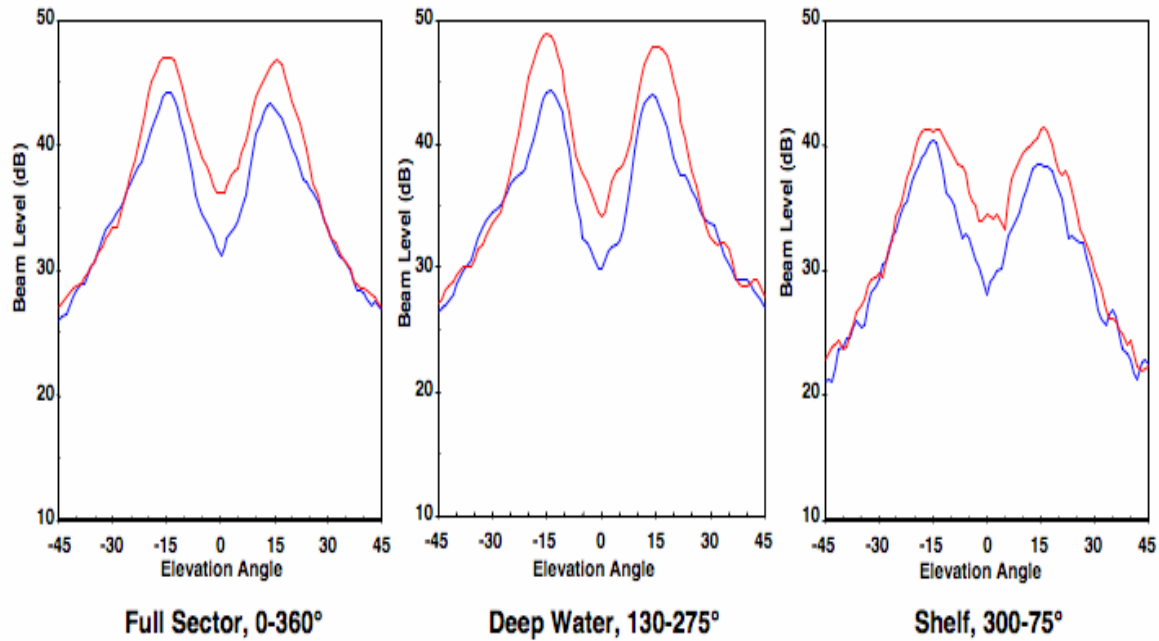 50
40
30
20
10
Beam Level (dB)
-45 -30 -15 0 15 30 45
Elevation Angle
Full Sector, 0-360°
50
40
30
20
10
Beam Level (dB)
-45 -30 -15 0 15 30 45
Elevation Angle
Deep Water, 130-275°
50
40
30
20
10
Beam Level (dB)
-45 -30 -15 0 15 30 45
Elevation Angle
Shelf, 300-75°